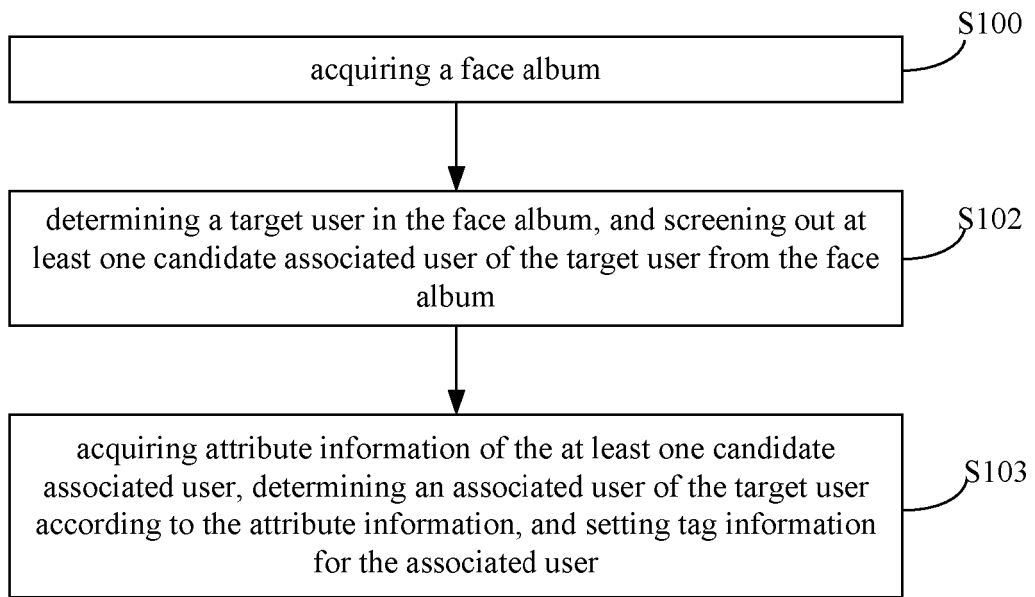 S100
acquiring a face album
S102
determining a target user in the face album, and screening out at
least one candidate associated user of the target user from the face
album
S103
acquiring attribute information of the at least one candidate
associated user, determining an associated user of the target user
according to the attribute information, and setting tag information
for the associated user